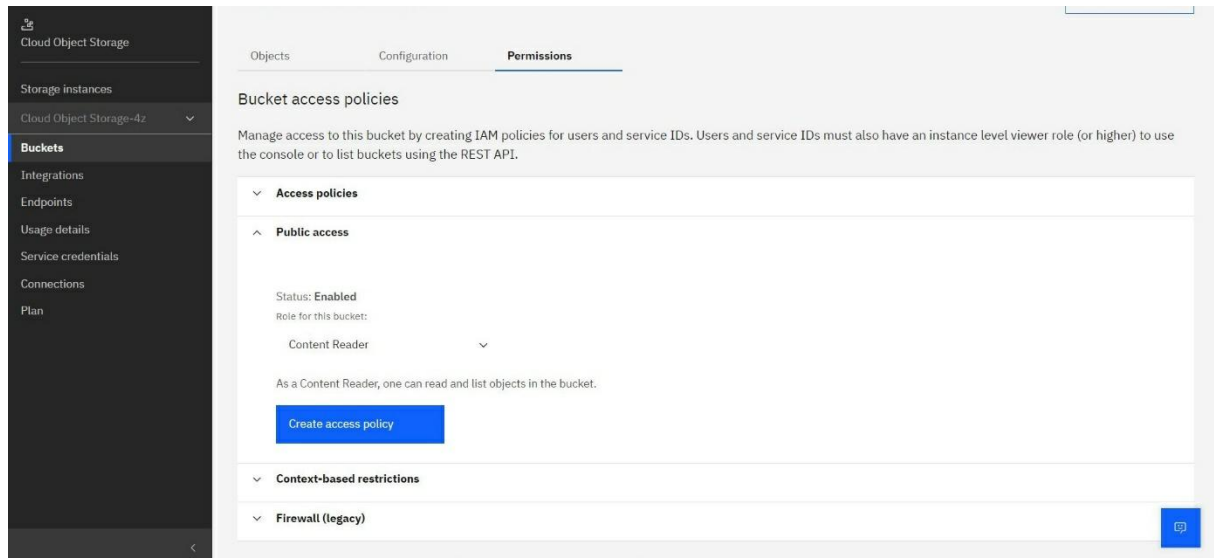 Cloud Object Storage
Storage instances
Cloud Object Storage-4z
Buckets
Integrations
Endpoints
Usage details
Service credentials
Connections
Plan
Objects
Configuration
Permissions
Bucket access policies
Manage access to this bucket by creating IAM policies for users and service IDs. Users and service IDs must also have an instance level viewer role (or higher) to use
the console or to list buckets using the REST API.
Access policies
Public access
Status: Enabled
Role for this bucket:
Content Reader
As a Content Reader, one can read and list objects in the bucket.
Create access policy
Context-based restrictions
Firewall (legacy)